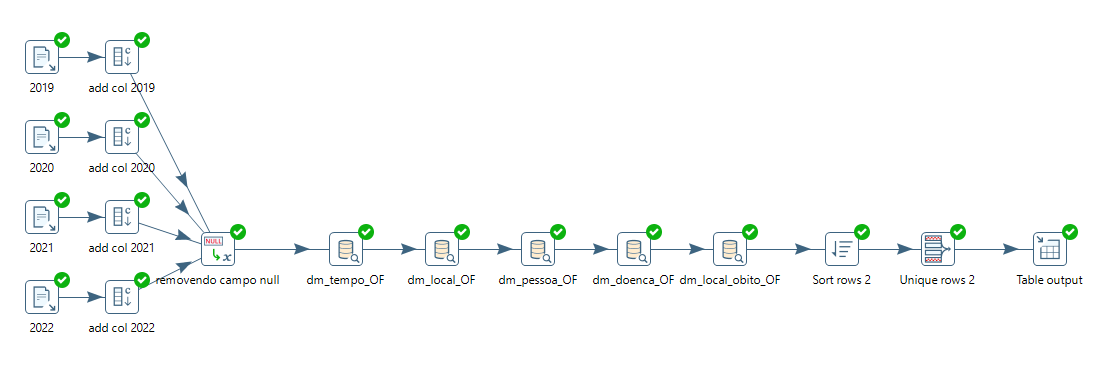 2019
add col 2019
2020
add col 2020
2021
add col 2021
2022
add col 2022
NULL
x
removendo campo null
dm_tempo_OF
dm_local_OF
dm_pessoa_OF
dm_doenca_OF
dm_local_obito_OF
Sort rows 2
Unique rows 2
Table output